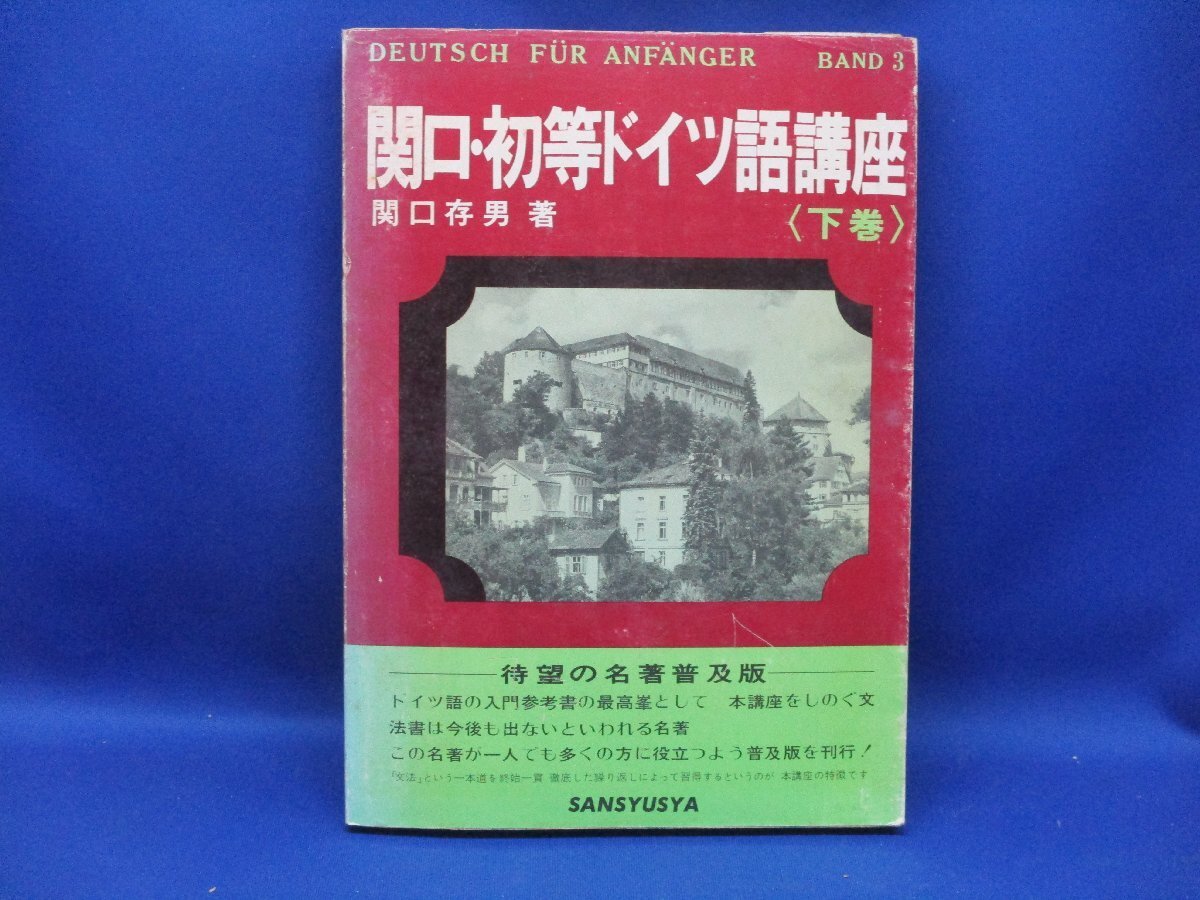 DEUTSCH FÜR ANFÄNGER BAND 3
関口・初等ドイツ語講座
関口存男 著
〈下巻〉
待望の名著普及版
ドイツ語の入門参考書の最高峯として 本講座をしのぐ文
法書は今後も出ないといわれる名著
この名著が一人でも多くの方に役立つよう普及版を刊行!
「文法」という一本道を終始一貫 徹底した繰り返しによって習得するというのが 本講座の特徴です
SANSYUSYA